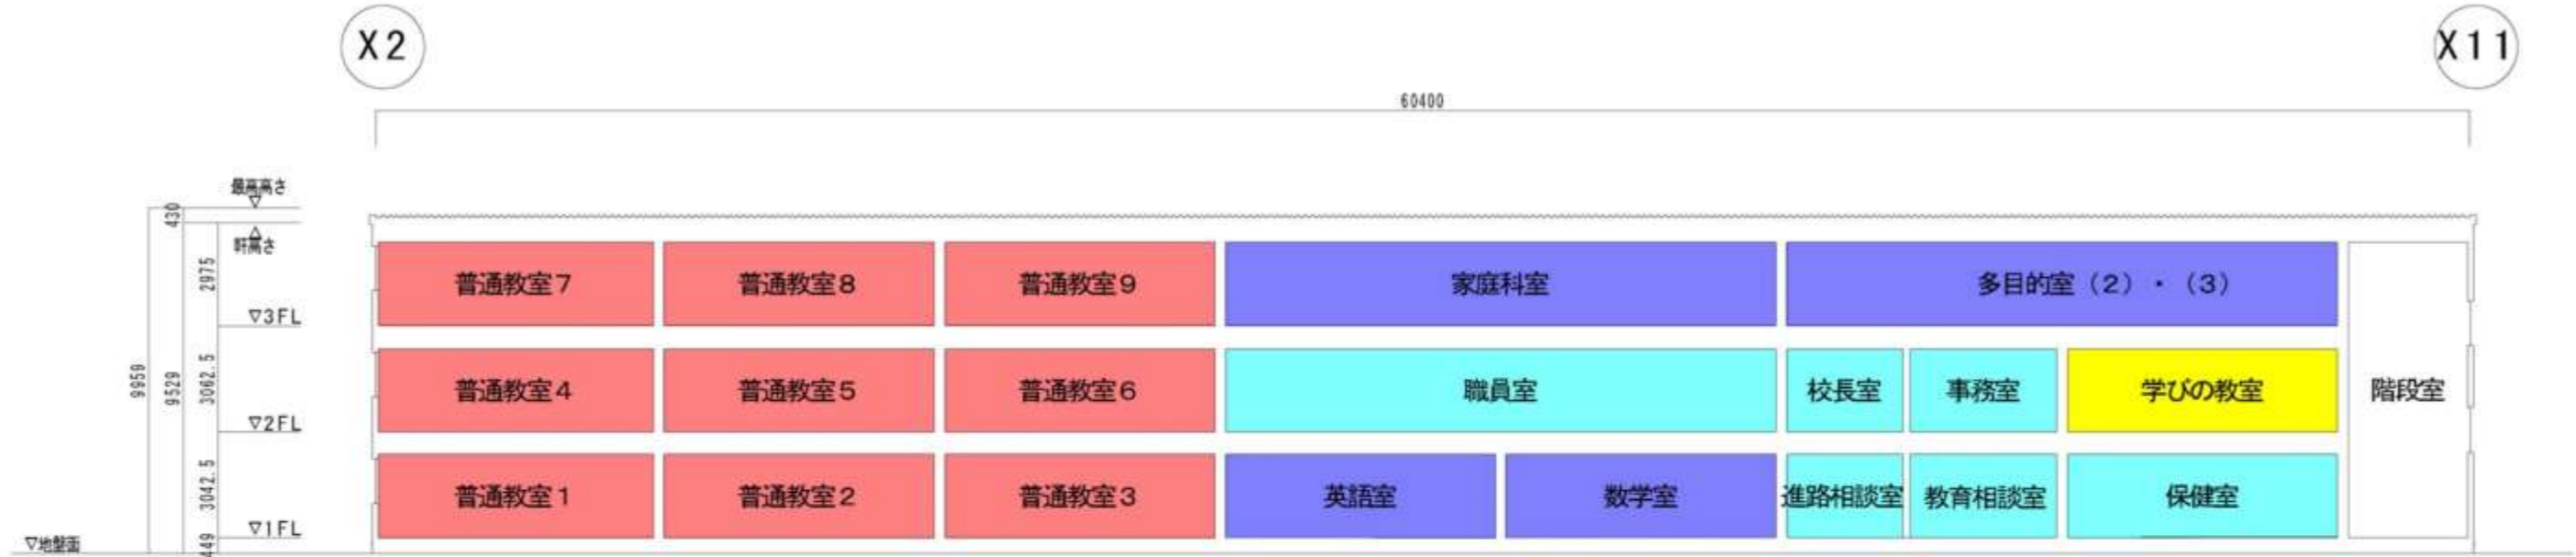 X2
X11
60400
最高高さ
▽
430
△
軒高さ
2975
普通教室7
普通教室8
普通教室9
家庭科室
多目的室（2）・（3）
▽3FL
9959
9529
3062.5
普通教室4
普通教室5
普通教室6
職員室
校長室
事務室
学びの教室
階段室
▽2FL
3042.5
普通教室1
普通教室2
普通教室3
英語室
数学室
進路相談室
教育相談室
保健室
▽1FL
449
▽地盤面